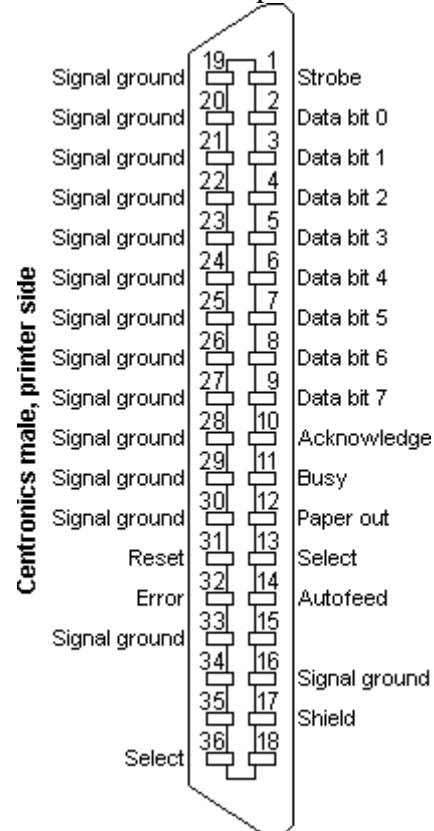 19 1
Signal ground Strobe
20 2
Signal ground Data bit 0
21 3
Signal ground Data bit 1
22 4
Signal ground Data bit 2
23 5
Signal ground Data bit 3
24 6
Signal ground Data bit 4
25 7
Signal ground Data bit 5
26 8
Signal ground Data bit 6
27 9
Signal ground Data bit 7
28 10
Signal ground Acknowledge
29 11
Signal ground Busy
30 12
Signal ground Paper out
31 13
Reset Select
32 14
Error Autofeed
33 15
Signal ground
34 16
Signal ground
35 17
Shield
36 18
Select
Centronics male, printer side